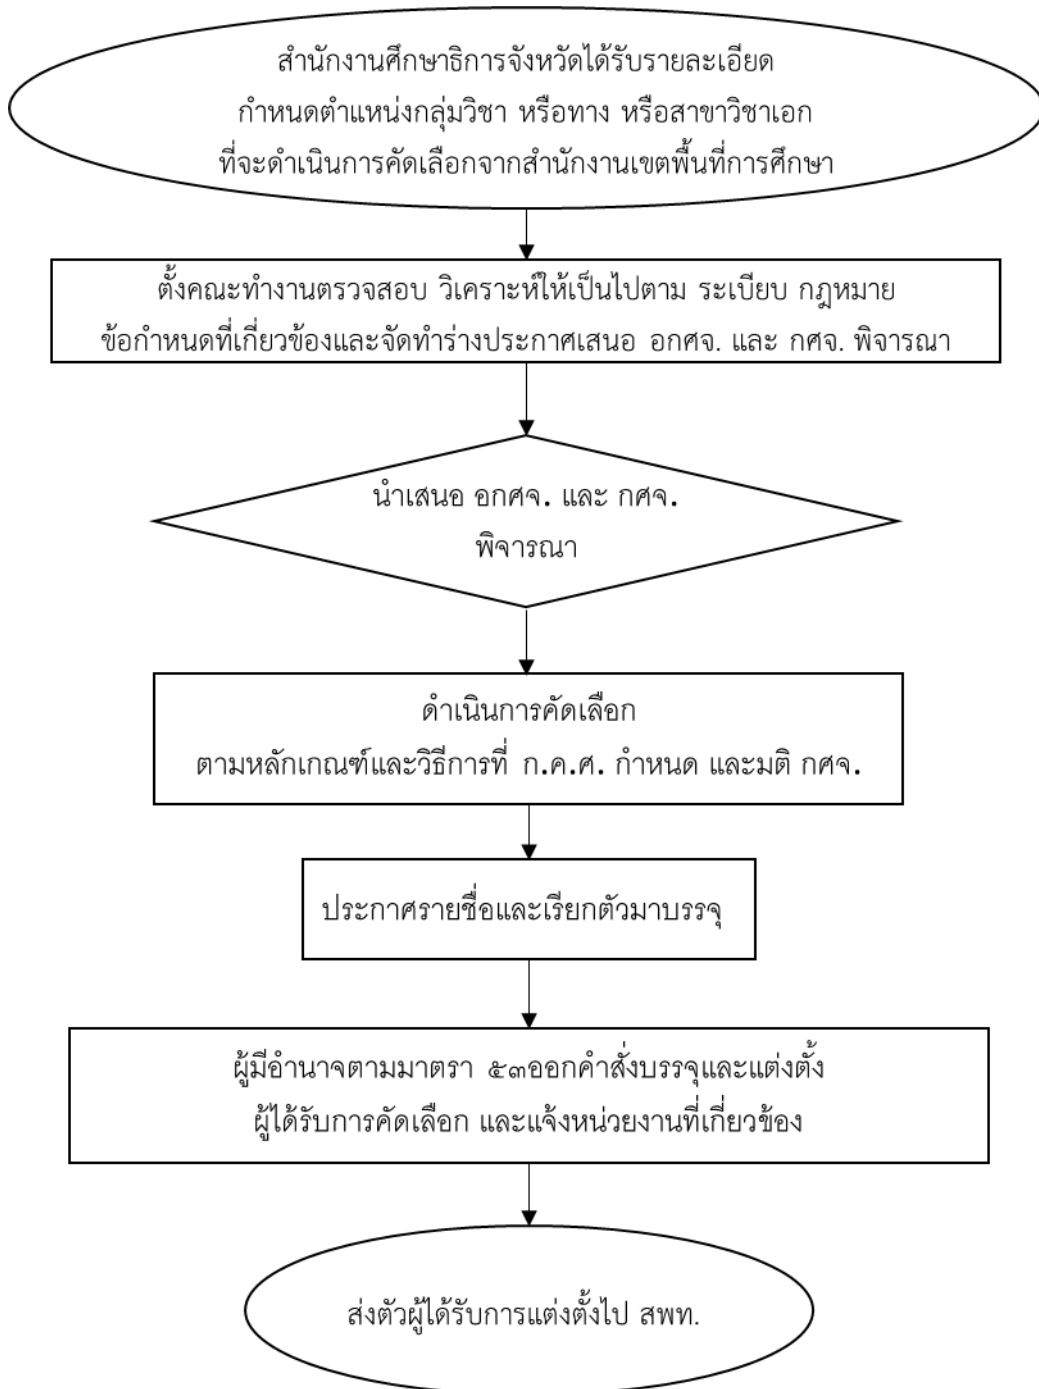 สำนักงานศึกษาธิการจังหวัดได้รับรายละเอียด
กำหนดตำแหน่งกลุ่มวิชา หรือทาง หรือสาขาวิชาเอก
ที่จะดำเนินการคัดเลือกจากสำนักงานเขตพื้นที่การศึกษา
ตั้งคณะทำงานตรวจสอบ วิเคราะห์ให้เป็นไปตาม ระเบียบ กฎหมาย
ข้อกำหนดที่เกี่ยวข้องและจัดทำร่างประกาศเสนอ อกศจ. และ กศจ. พิจารณา
นำเสนอ อกศจ. และ กศจ.
พิจารณา
ดำเนินการคัดเลือก
ตามหลักเกณฑ์และวิธีการที่ ก.ค.ศ. กำหนด และมติ กศจ.
ประกาศรายชื่อและเรียกตัวมาบรรจุ
ผู้มีอำนาจตามมาตรา ๕๓ออกคำสั่งบรรจุและแต่งตั้ง
ผู้ได้รับการคัดเลือก และแจ้งหน่วยงานที่เกี่ยวข้อง
ส่งตัวผู้ได้รับการแต่งตั้งไป สพท.